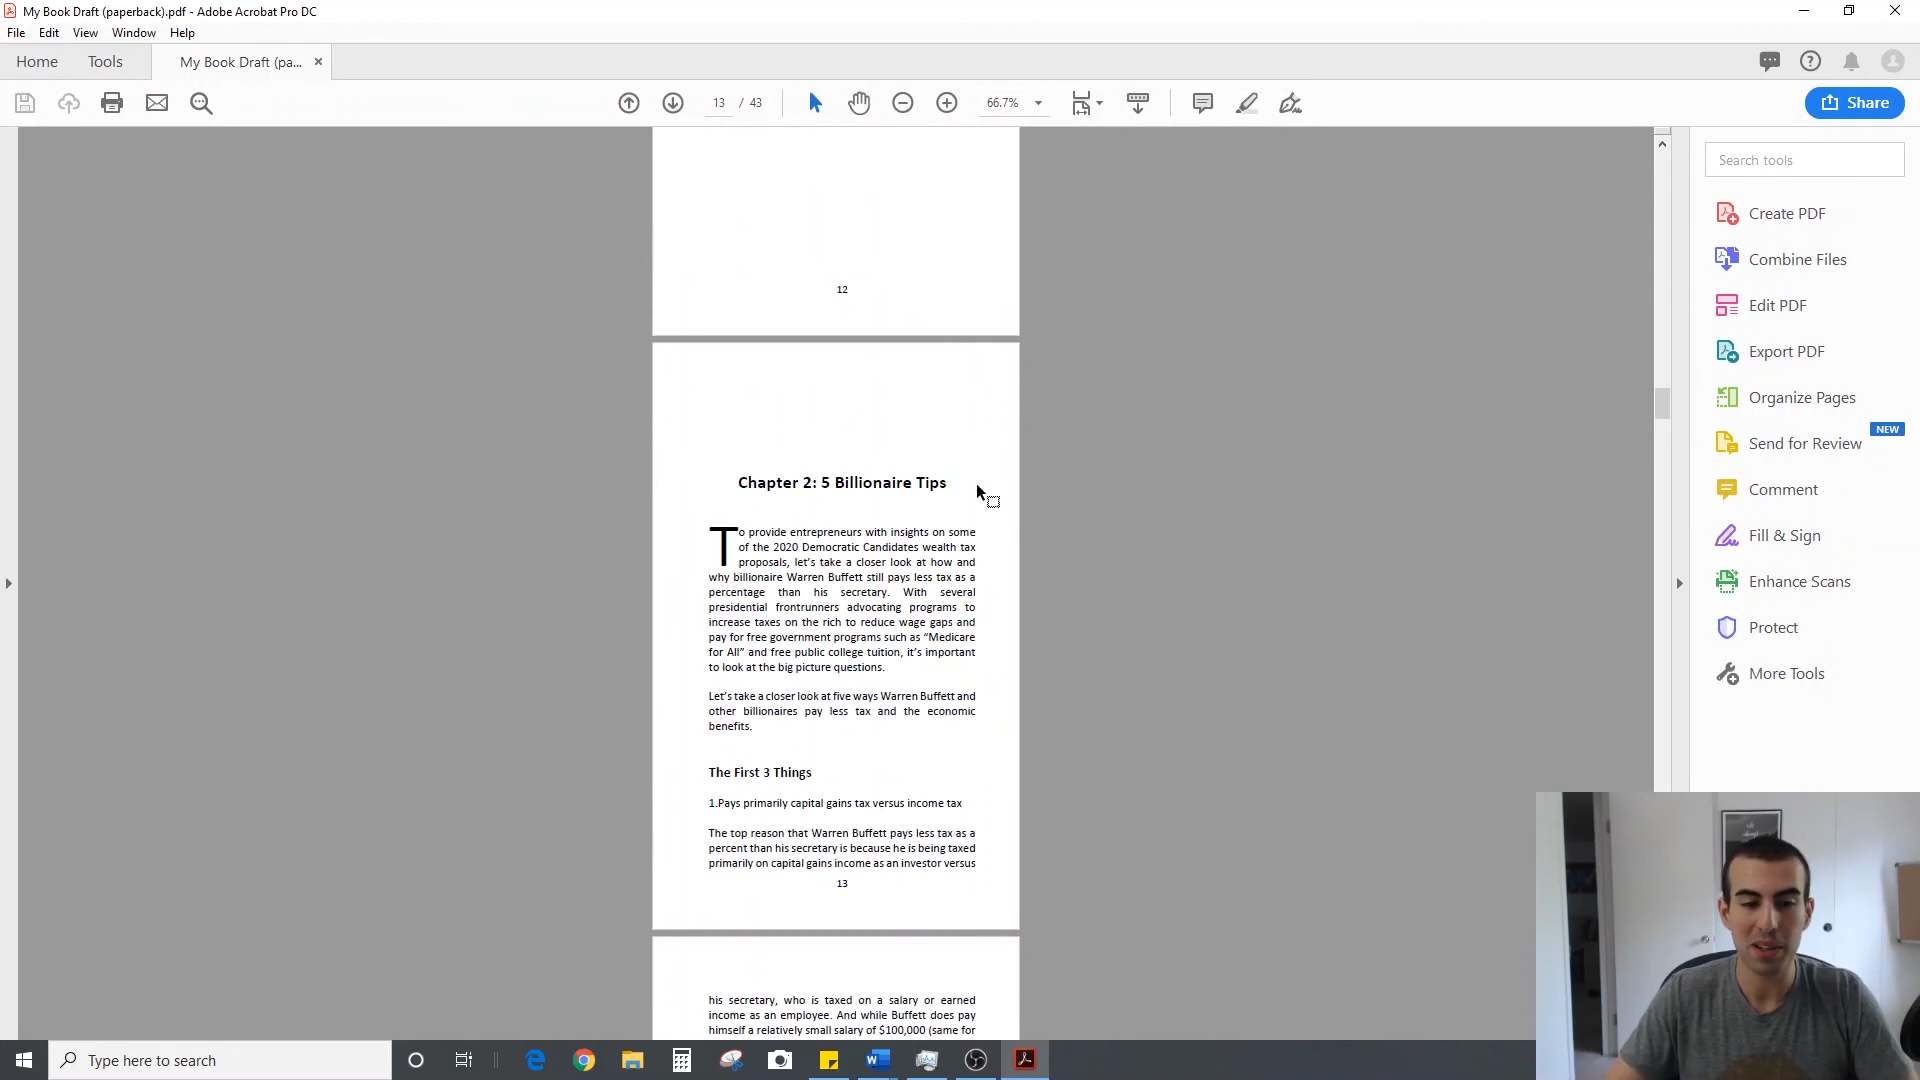 My Book Draft (paperback).pdf - Adobe Acrobat Pro DC
File Edit View Window Help
Home Tools My Book Draft (pa...
13 / 43 66.7% Share
Search tools
Create PDF
Combine Files
Edit PDF
Export PDF
Organize Pages
NEW
Send for Review
Comment
Fill & Sign
Enhance Scans
Protect
More Tools
12
Chapter 2: 5 Billionaire Tips
To provide entrepreneurs with insights on some
of the 2020 Democratic Candidates wealth tax
proposals, let's take a closer look at how and
why billionaire Warren Buffett still pays less tax as a
percentage than his secretary. With several
presidential frontrunners advocating programs to
increase taxes on the rich to reduce wage gaps and
pay for free government programs such as “Medicare
for All” and free public college tuition, it's important
to look at the big picture questions.
Let's take a closer look at five ways Warren Buffett and
other billionaires pay less tax and the economic
benefits.
The First 3 Things
1.Pays primarily capital gains tax versus income tax
The top reason that Warren Buffett pays less tax as a
percent than his secretary is because he is being taxed
primarily on capital gains income as an investor versus
13
his secretary, who is taxed on a salary or earned
income as an employee. And while Buffett does pay
himself a relatively small salary of $100,000 (same for
Type here to search